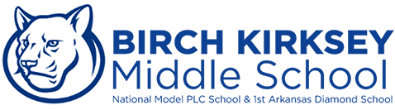 BIRCH KIRKSEY
Middle School
National Model PLC School & 1st Arkansas Diamond School